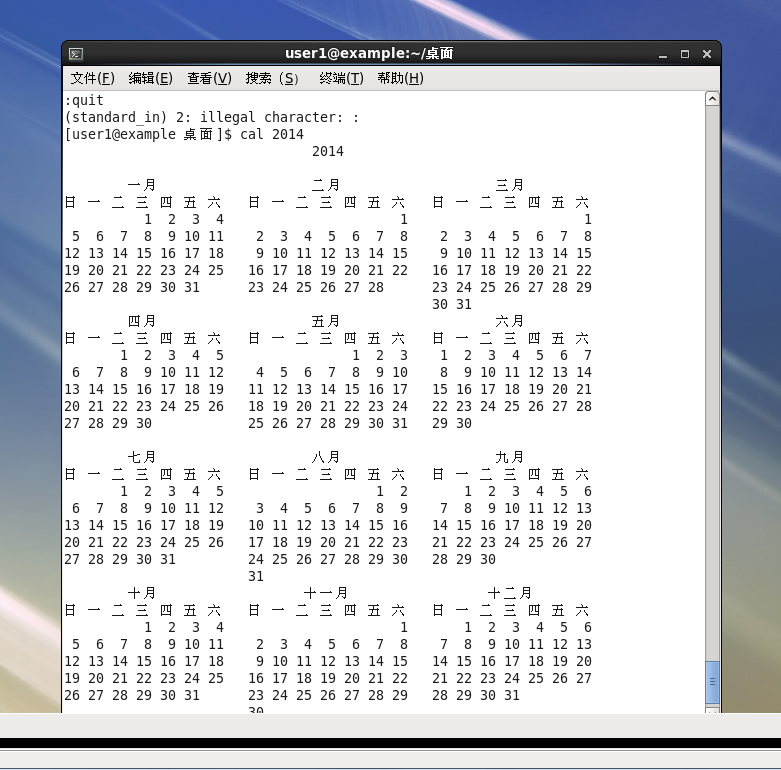 user1@example:~/桌面
文件(F) 编辑(E) 查看(V) 搜索（S） 终端(T) 帮助(H)
:quit
(standard_in) 2: illegal character: :
[user1@example 桌面]$ cal 2014
                               2014

        一月                   二月                   三月
日 一 二 三 四 五 六   日 一 二 三 四 五 六   日 一 二 三 四 五 六
          1  2  3  4                      1                      1
 5  6  7  8  9 10 11    2  3  4  5  6  7  8    2  3  4  5  6  7  8
12 13 14 15 16 17 18    9 10 11 12 13 14 15    9 10 11 12 13 14 15
19 20 21 22 23 24 25   16 17 18 19 20 21 22   16 17 18 19 20 21 22
26 27 28 29 30 31      23 24 25 26 27 28      23 24 25 26 27 28 29
                                              30 31
        四月                   五月                   六月
日 一 二 三 四 五 六   日 一 二 三 四 五 六   日 一 二 三 四 五 六
       1  2  3  4  5                1  2  3    1  2  3  4  5  6  7
 6  7  8  9 10 11 12    4  5  6  7  8  9 10    8  9 10 11 12 13 14
13 14 15 16 17 18 19   11 12 13 14 15 16 17   15 16 17 18 19 20 21
20 21 22 23 24 25 26   18 19 20 21 22 23 24   22 23 24 25 26 27 28
27 28 29 30            25 26 27 28 29 30 31   29 30

        七月                   八月                   九月
日 一 二 三 四 五 六   日 一 二 三 四 五 六   日 一 二 三 四 五 六
       1  2  3  4  5                   1  2       1  2  3  4  5  6
 6  7  8  9 10 11 12    3  4  5  6  7  8  9    7  8  9 10 11 12 13
13 14 15 16 17 18 19   10 11 12 13 14 15 16   14 15 16 17 18 19 20
20 21 22 23 24 25 26   17 18 19 20 21 22 23   21 22 23 24 25 26 27
27 28 29 30 31         24 25 26 27 28 29 30   28 29 30
                       31
        十月                  十一月                 十二月
日 一 二 三 四 五 六   日 一 二 三 四 五 六   日 一 二 三 四 五 六
          1  2  3  4                      1       1  2  3  4  5  6
 5  6  7  8  9 10 11    2  3  4  5  6  7  8    7  8  9 10 11 12 13
12 13 14 15 16 17 18    9 10 11 12 13 14 15   14 15 16 17 18 19 20
19 20 21 22 23 24 25   16 17 18 19 20 21 22   21 22 23 24 25 26 27
26 27 28 29 30 31      23 24 25 26 27 28 29   28 29 30 31
                       30